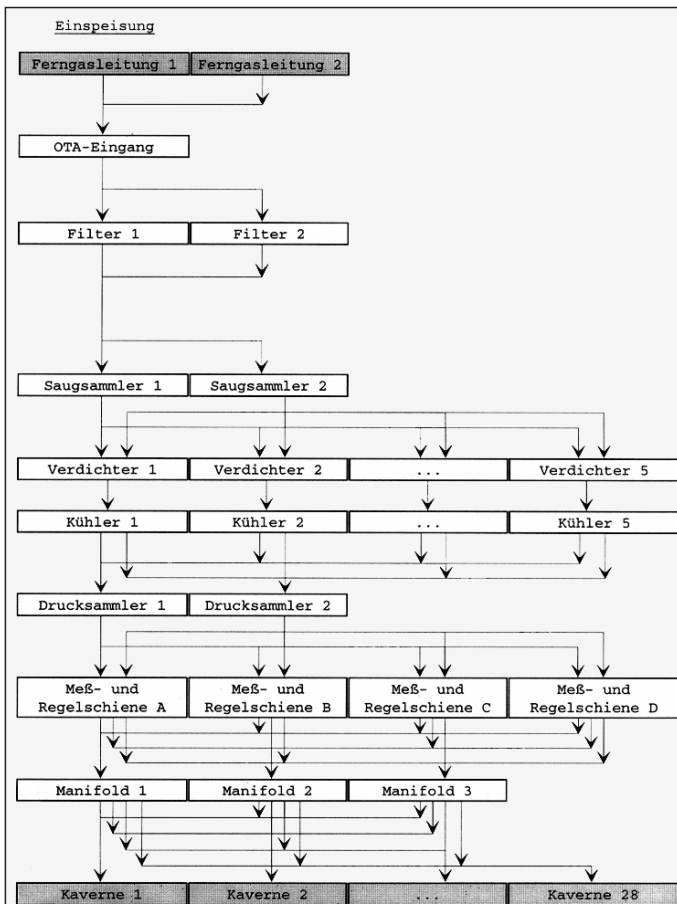 Einspeisung
Ferngasleitung 1 Ferngasleitung 2
OTA-Eingang
Filter 1 Filter 2
Saugsammler 1 Saugsammler 2
Verdichter 1 Verdichter 2 ... Verdichter 5
Kühler 1 Kühler 2 ... Kühler 5
Drucksammler 1 Drucksammler 2
Meß- und Meß- und Meß- und Meß- und
Regelschiene A Regelschiene B Regelschiene C Regelschiene D
Manifold 1 Manifold 2 Manifold 3
Kaverne 1 Kaverne 2 ... Kaverne 28